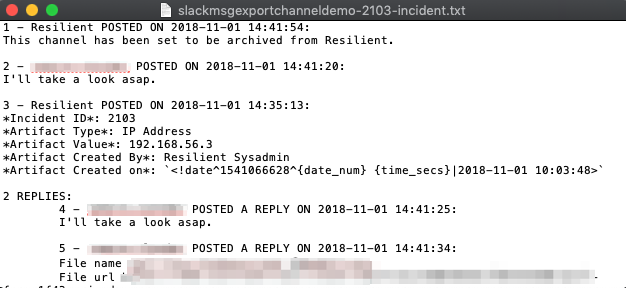 slackmsgexportchanneldemo-2103-incident.txt
1 - Resilient POSTED ON 2018-11-01 14:41:54:
This channel has been set to be archived from Resilient.
2 - POSTED ON 2018-11-01 14:41:20:
I'll take a look asap.
3 - Resilient POSTED ON 2018-11-01 14:35:13:
*Incident ID*: 2103
*Artifact Type*: IP Address
*Artifact Value*: 192.168.56.3
*Artifact Created By*: Resilient Sysadmin
*Artifact Created on*: `<!date^1541066628^{date_num} {time_secs}|2018-11-01 10:03:48>`
2 REPLIES:
4 - POSTED A REPLY ON 2018-11-01 14:41:25:
I'll take a look asap.
5 - POSTED A REPLY ON 2018-11-01 14:41:34:
File name
File url